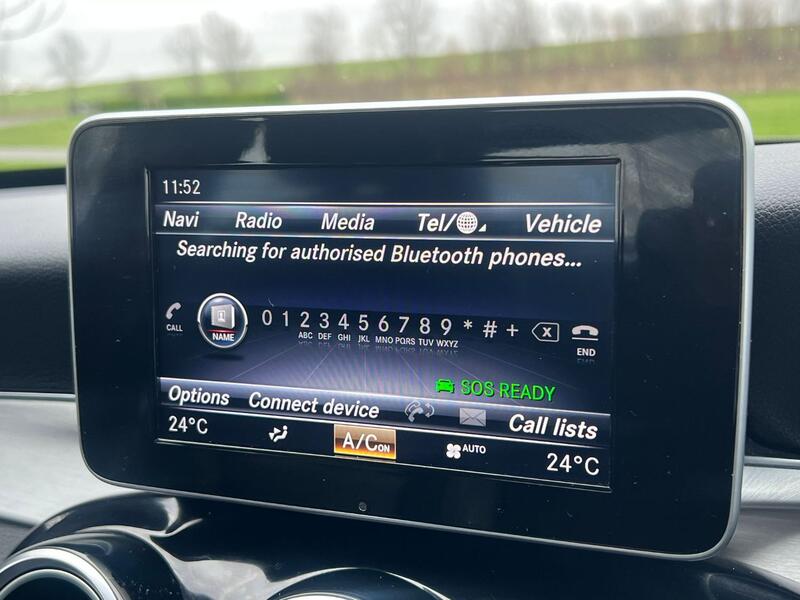 11:52
Navi Radio Media Tel/ Vehicle
Searching for authorised Bluetooth phones...
CALL NAME 0 1 2 3 4 5 6 7 8 9 * # + X END
ABC DEF GHI JKL MNO PQRS TUV WXYZ
SOS READY
Options Connect device Call lists
24°C A/C ON AUTO 24°C